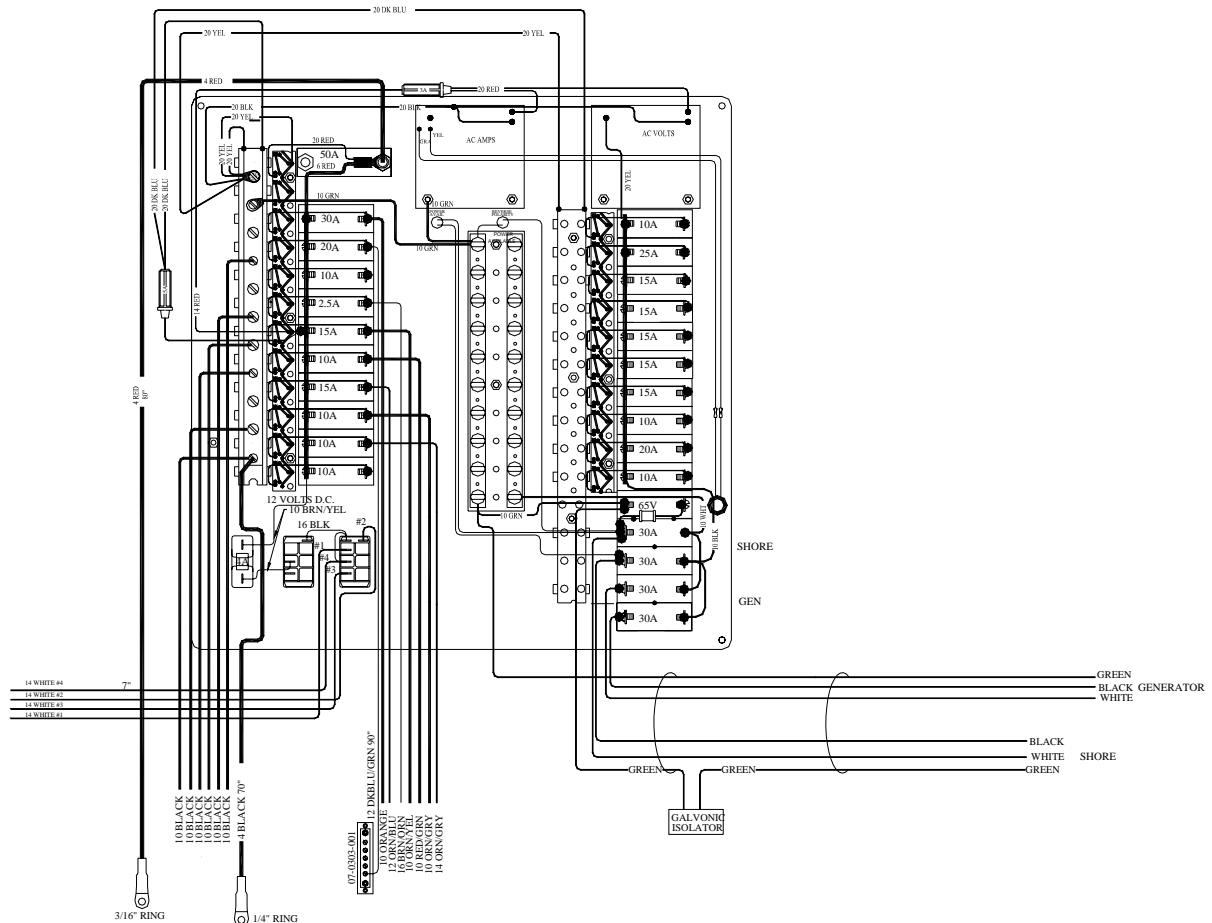 20 DK BLU
20 YEL
20 YEL
4 RED
3A
20 RED
20 BLK
20 BLK
20 YEL
AC AMPS
AC VOLTS
YEL
GRA
20 RED
50A
6 RED
20 YEL
20 YEL
20 YEL
20 DK BLU
20 DK BLU
10 GRN
10 GRN
REVERSE
POLARITY
POWER
10 GRN
30A
20A
10A
2.5A
15A
10A
15A
10A
10A
10A
10A
25A
15A
15A
15A
15A
15A
10A
20A
10A
65V
30A
30A
30A
30A
14 RED
4 RED
80"
12 VOLTS D.C.
10 BRN/YEL
16 BLK
#2
#1
#4
#3
1A
10 GRN
10 WHT
10 BLK
SHORE
GEN
14 WHITE #4
7"
14 WHITE #2
14 WHITE #3
14 WHITE #1
GREEN
BLACK GENERATOR
WHITE
BLACK
WHITE SHORE
GREEN
GREEN
GREEN
GALVONIC
ISOLATOR
10 BLACK
10 BLACK
10 BLACK
10 BLACK
10 BLACK
10 BLACK
4 BLACK 70"
07-0303-001
12 DKBLU/GRN 90"
10 ORANGE
12 ORN/BLU
16 BRN/ORN
10 ORN/YEL
10 RED/GRN
10 ORN/GRY
14 ORN/GRY
3/16" RING
1/4" RING